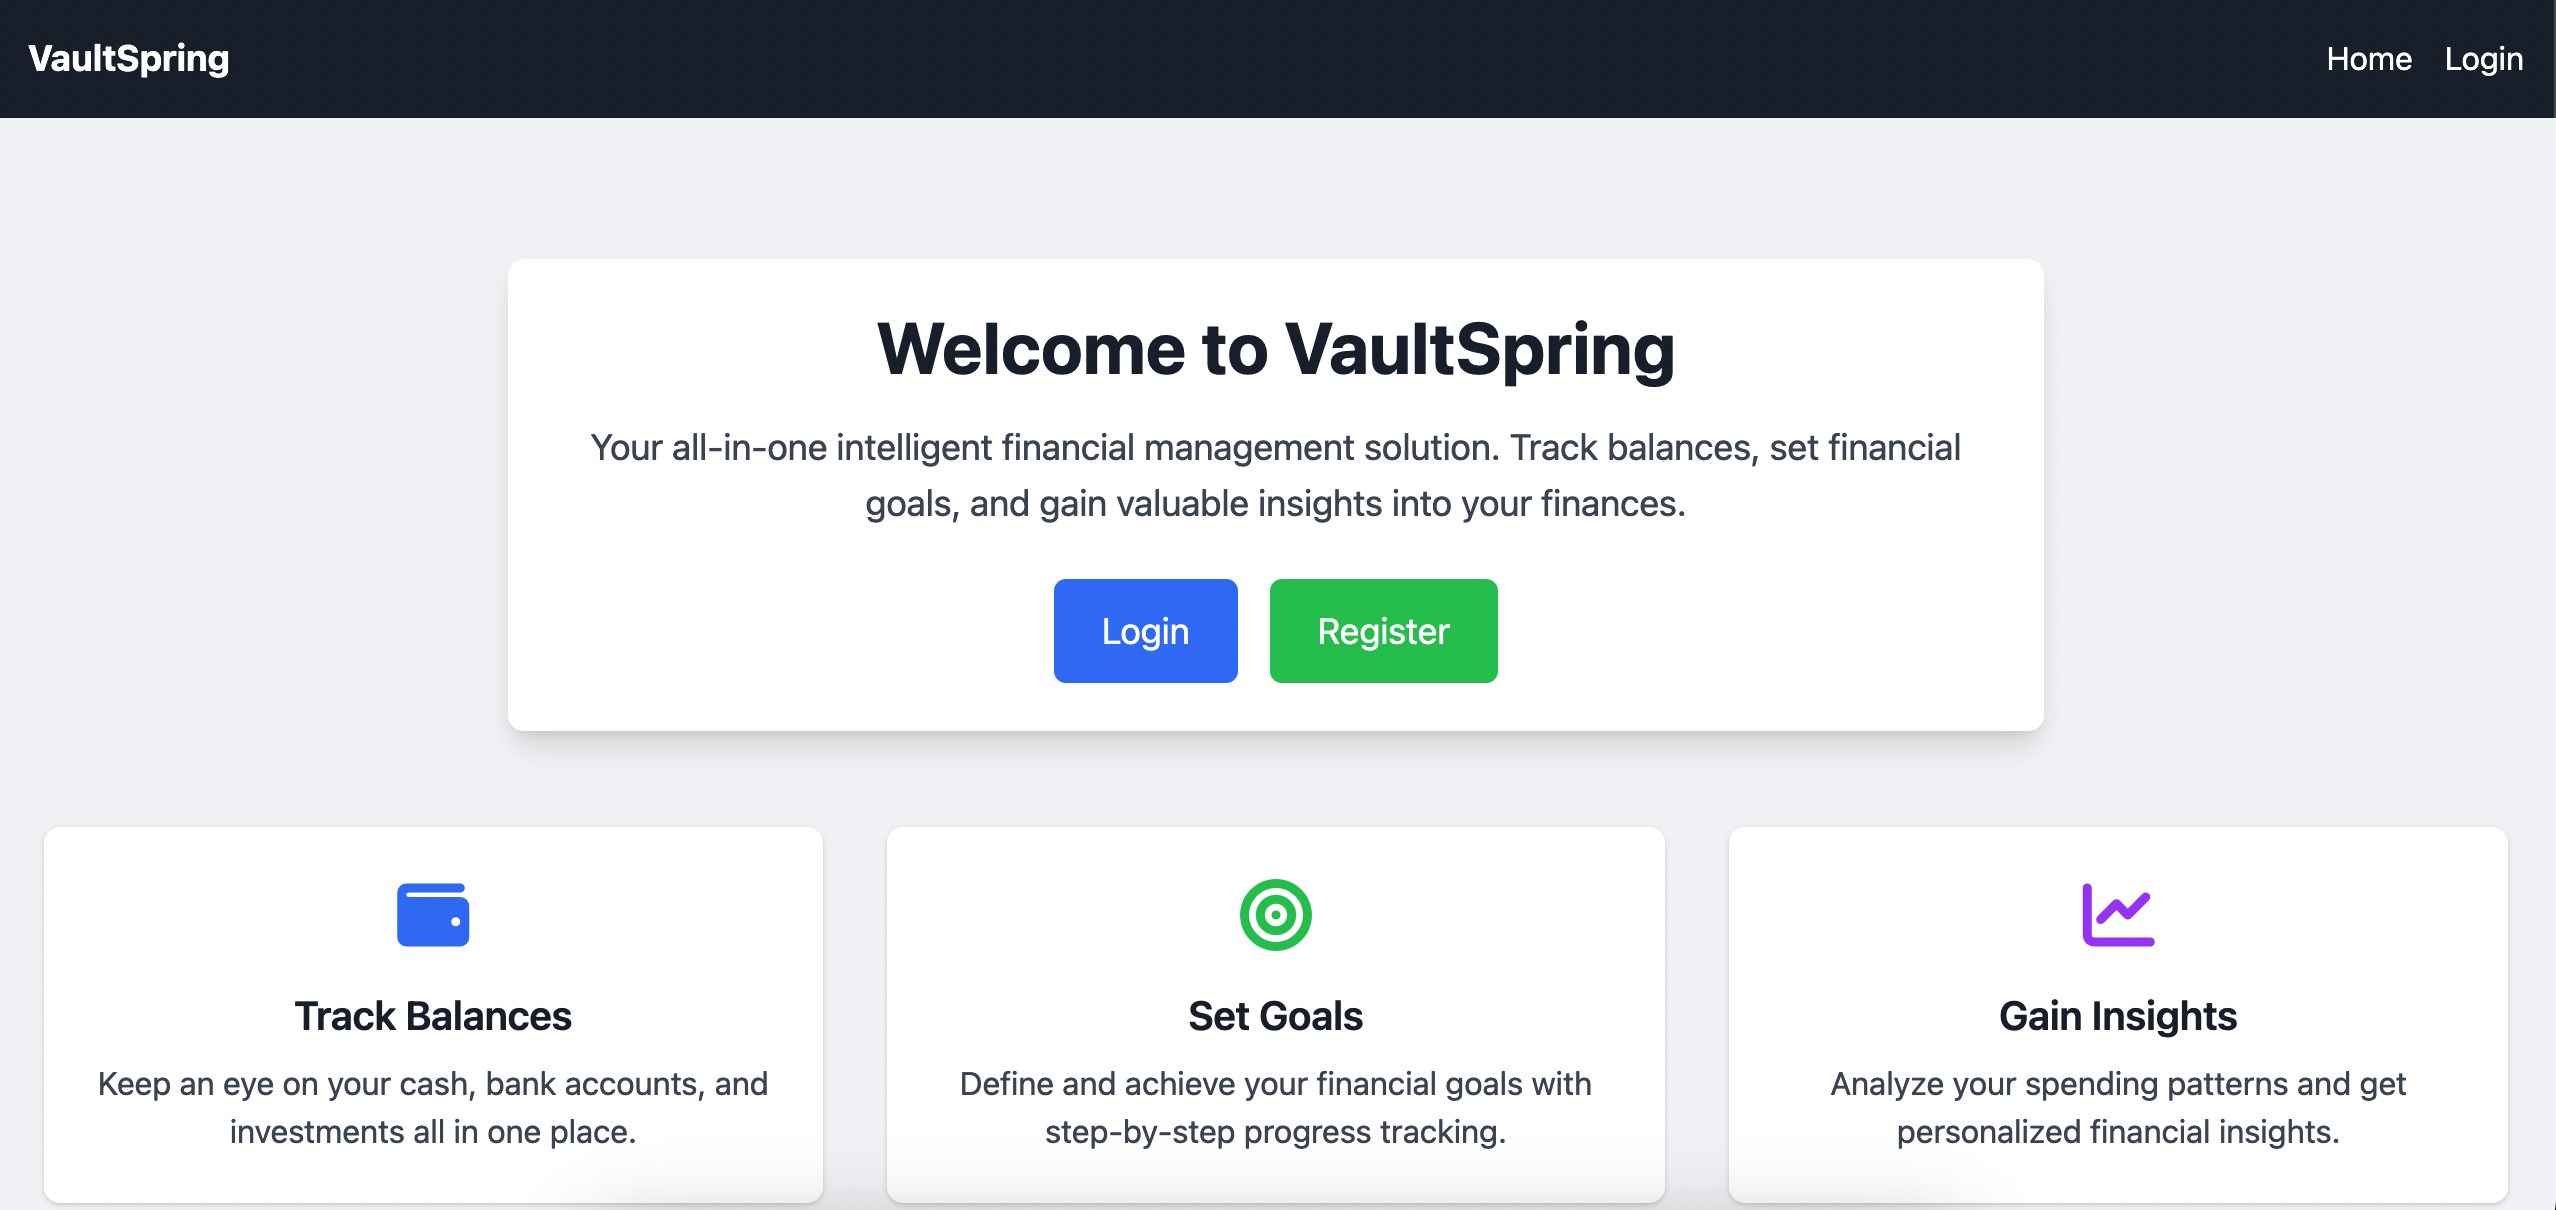 VaultSpring
Home
Login
Welcome to VaultSpring
Your all-in-one intelligent financial management solution. Track balances, set financial
goals, and gain valuable insights into your finances.
Login
Register
Track Balances
Keep an eye on your cash, bank accounts, and
investments all in one place.
Set Goals
Define and achieve your financial goals with
step-by-step progress tracking.
Gain Insights
Analyze your spending patterns and get
personalized financial insights.